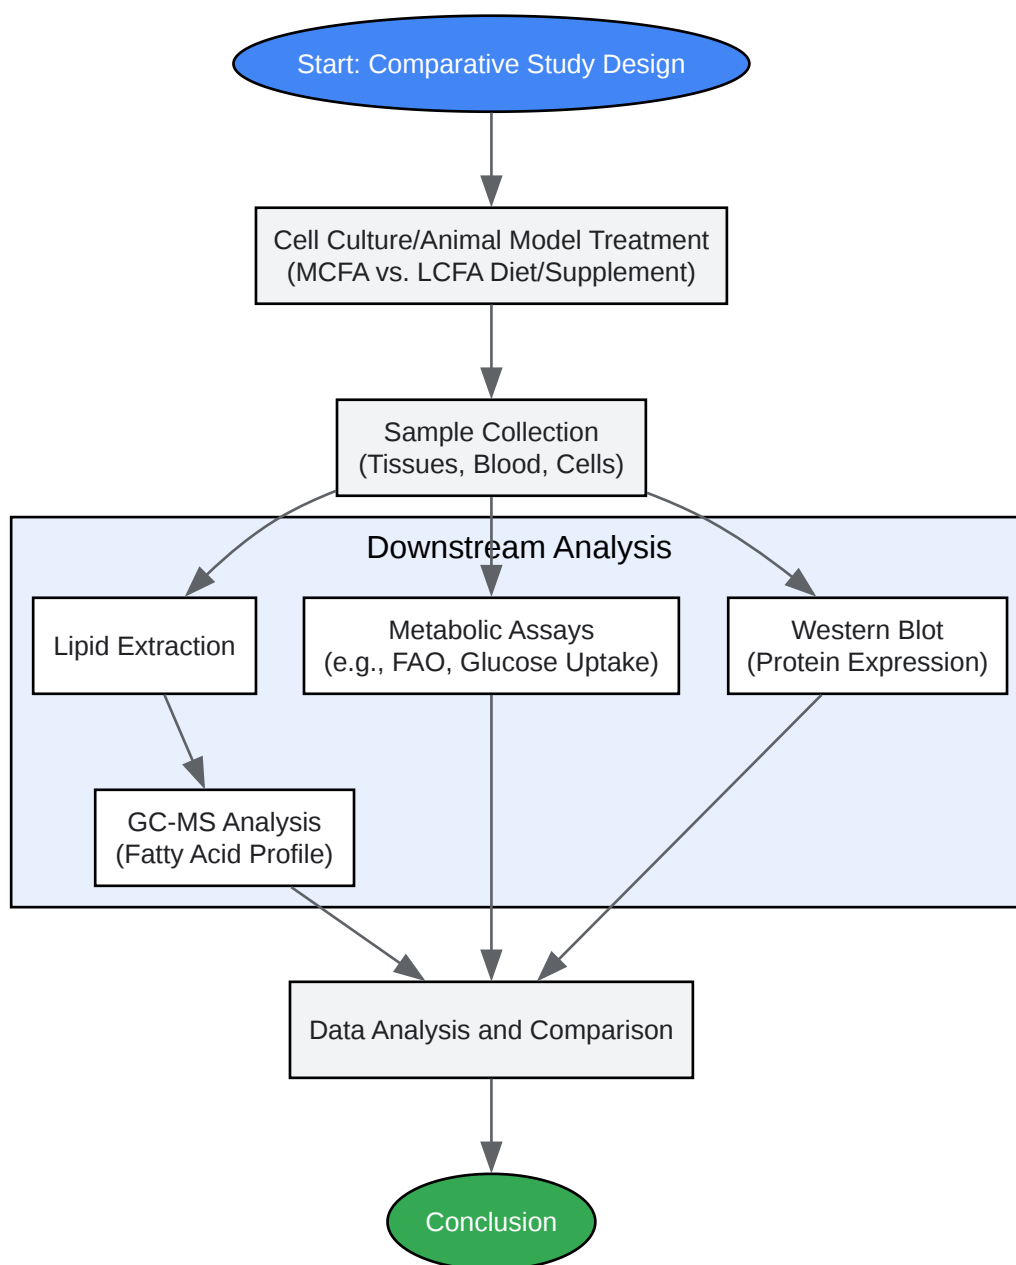 Start: Comparative Study Design
Cell Culture/Animal Model Treatment
(MCFA vs. LCFA Diet/Supplement)
Sample Collection
(Tissues, Blood, Cells)
Downstream Analysis
Lipid Extraction
Metabolic Assays
(e.g., FAO, Glucose Uptake)
Western Blot
(Protein Expression)
GC-MS Analysis
(Fatty Acid Profile)
Data Analysis and Comparison
Conclusion